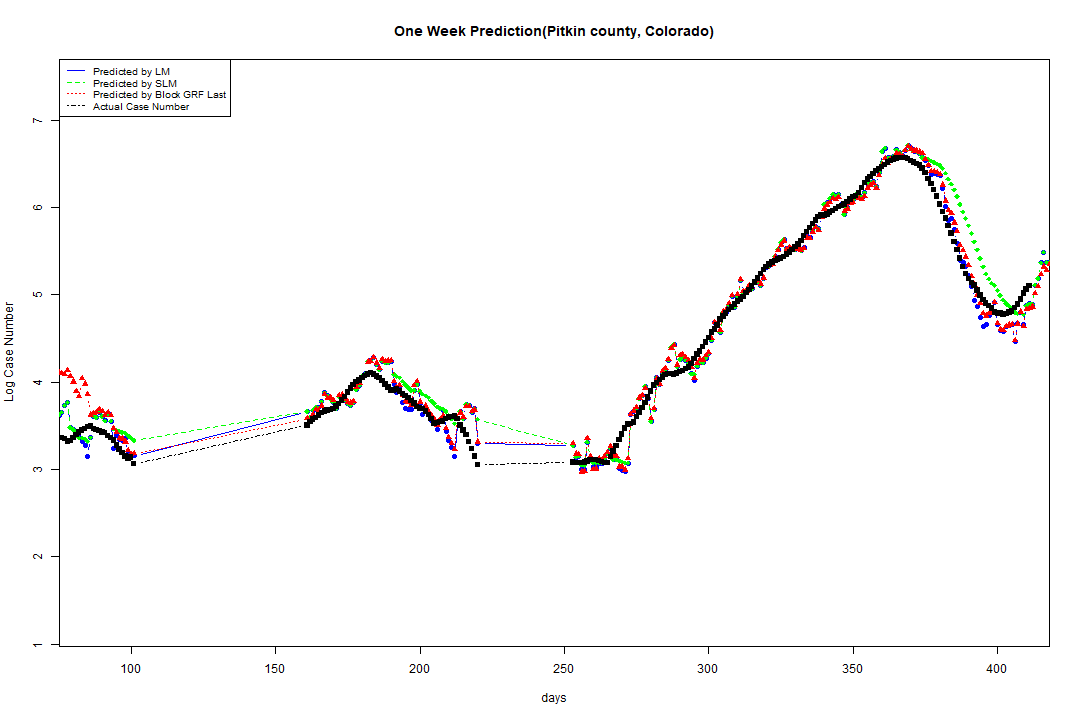 One Week Prediction(Pitkin county, Colorado)
Predicted by LM
Predicted by SLM
Predicted by Block GRF Last
Actual Case Number
7
6
5
4
3
2
1
Log Case Number
100 150 200 250 300 350 400
days